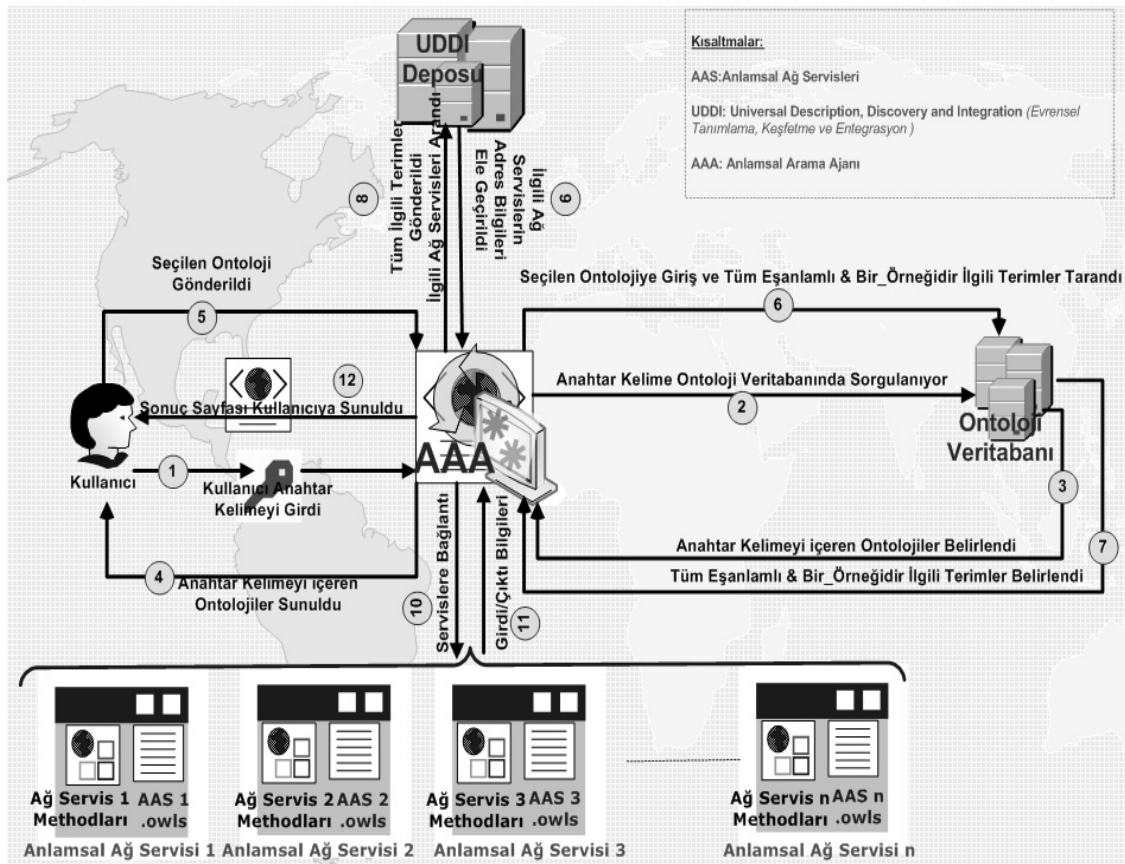 UDDI
Deposu
Kısaltmalar:
AAS:Anlamsal Ağ Servisleri
UDDI: Universal Description, Discovery and Integration (Evrensel
Tanımlama, Keşfetme ve Entegrasyon )
AAA: Anlamsal Arama Ajanı
8
Tüm İlgili Terimler
Gönderildi
İlgili Ağ Servisleri Arandı
İlgili Ağ
Servislerin
Adres Bilgileri
Ele Geçirildi
9
Seçilen Ontoloji
Gönderildi
5
Seçilen Ontolojiye Giriş ve Tüm Eşanlamlı & Bir_Örneğidir İlgili Terimler Tarandı
6
12
Sonuç Sayfası Kullanıcıya Sunuldu
Anahtar Kelime Ontoloji Veritabanında Sorgulanıyor
2
Ontoloji
Veritabanı
AAA
Kullanıcı
1
Kullanıcı Anahtar
Kelimeyi Girdi
3
Anahtar Kelimeyi içeren Ontolojiler Belirlendi
7
Tüm Eşanlamlı & Bir_Örneğidir İlgili Terimler Belirlendi
4
Anahtar Kelimeyi içeren
Ontolojiler Sunuldu
10
Servislere Bağlantı
Girdi/Çıktı Bilgileri
11
Ağ Servis 1
Methodları
AAS 1
.owls
Anlamsal Ağ Servisi 1
Ağ Servis 2
Methodları
AAS 2
.owls
Anlamsal Ağ Servisi 2
Ağ Servis 3
Methodları
AAS 3
.owls
Anlamsal Ağ Servisi 3
Ağ Servis n
Methodları
AAS n
.owls
Anlamsal Ağ Servisi n